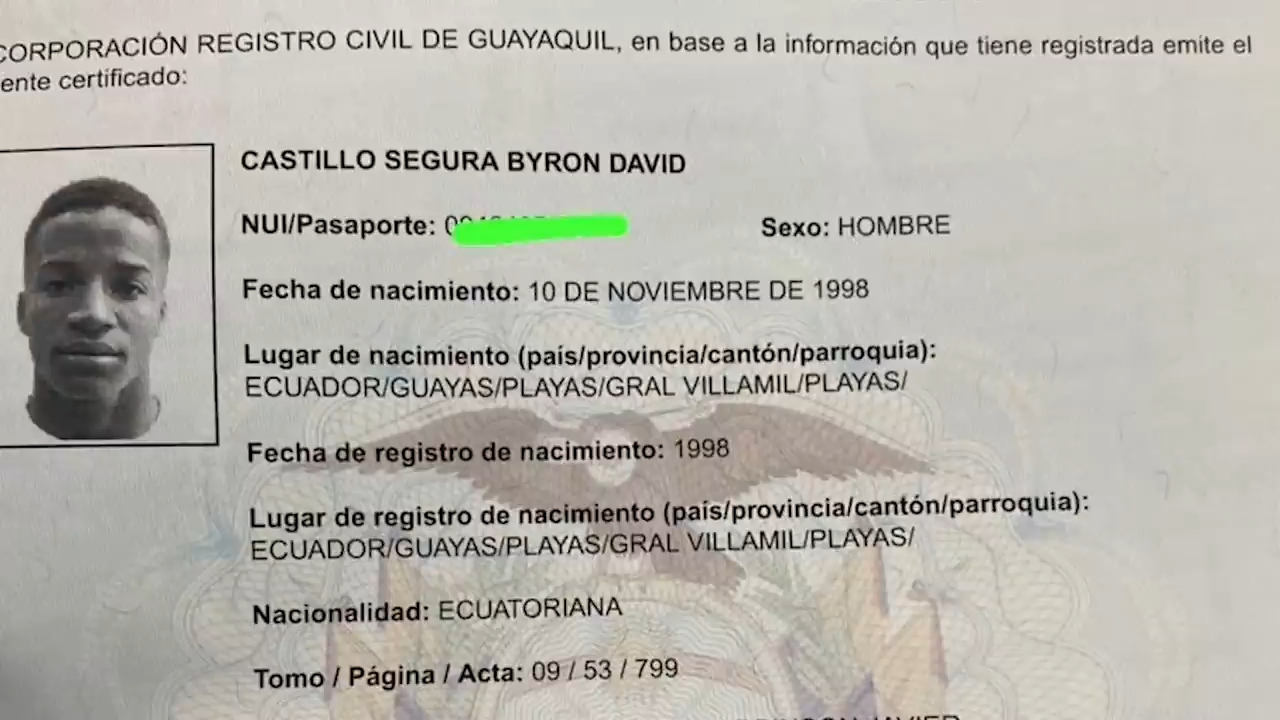 CORPORACIÓN REGISTRO CIVIL DE GUAYAQUIL, en base a la información que tiene registrada emite el
ente certificado:
CASTILLO SEGURA BYRON DAVID
NUI/Pasaporte:
Sexo: HOMBRE
Fecha de nacimiento: 10 DE NOVIEMBRE DE 1998
Lugar de nacimiento (país/provincia/cantón/parroquia):
ECUADOR/GUAYAS/PLAYAS/GRAL VILLAMIL/PLAYAS/
Fecha de registro de nacimiento: 1998
Lugar de registro de nacimiento (país/provincia/cantón/parroquia):
ECUADOR/GUAYAS/PLAYAS/GRAL VILLAMIL/PLAYAS/
Nacionalidad: ECUATORIANA
Tomo / Página / Acta: 09 / 53 / 799